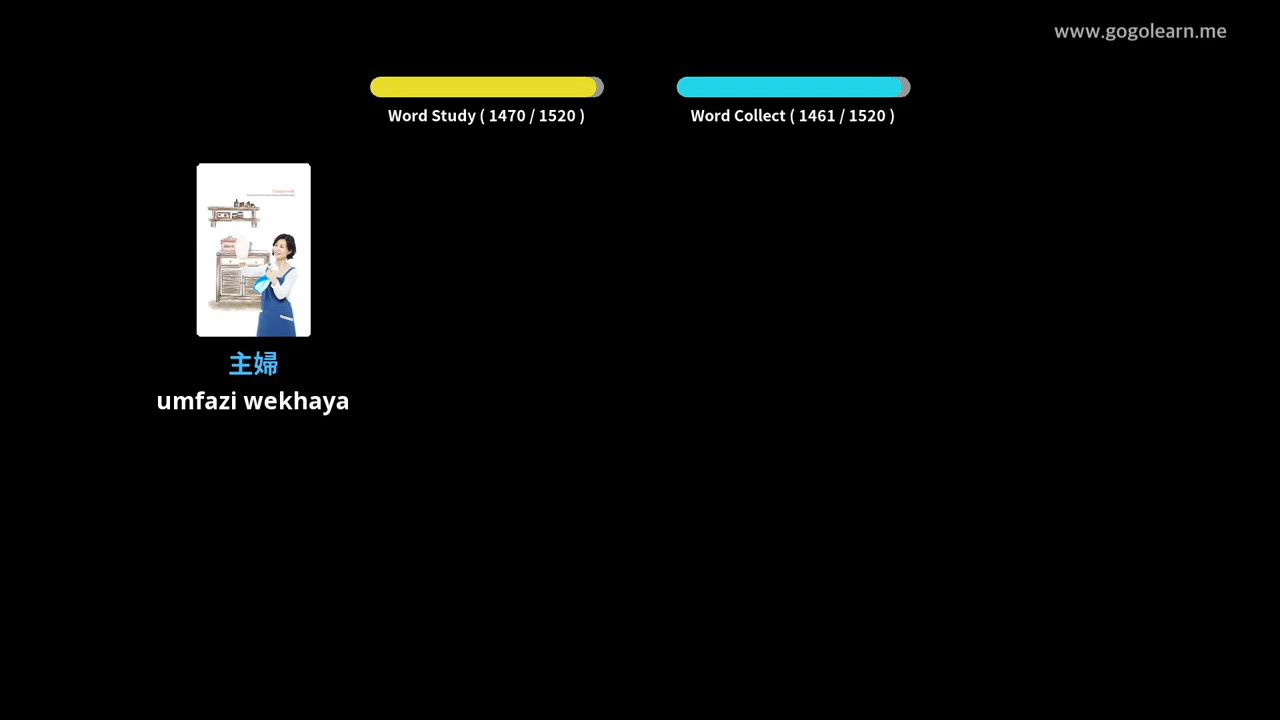 www.gogolearn.me
Word Study ( 1470 / 1520 )
Word Collect ( 1461 / 1520 )
主婦
umfazi wekhaya